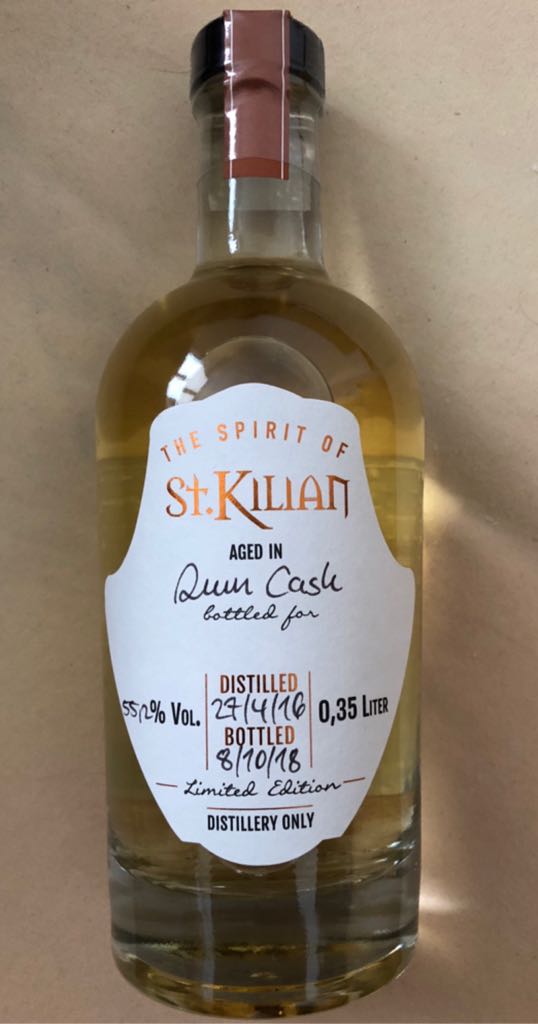 THE SPIRIT OF
St. KILIAN
AGED IN
Rum Cask
bottled for
DISTILLED
55,2% VOL. 27/4/16 0,35 LITER
BOTTLED
8/10/18
Limited Edition
DISTILLERY ONLY